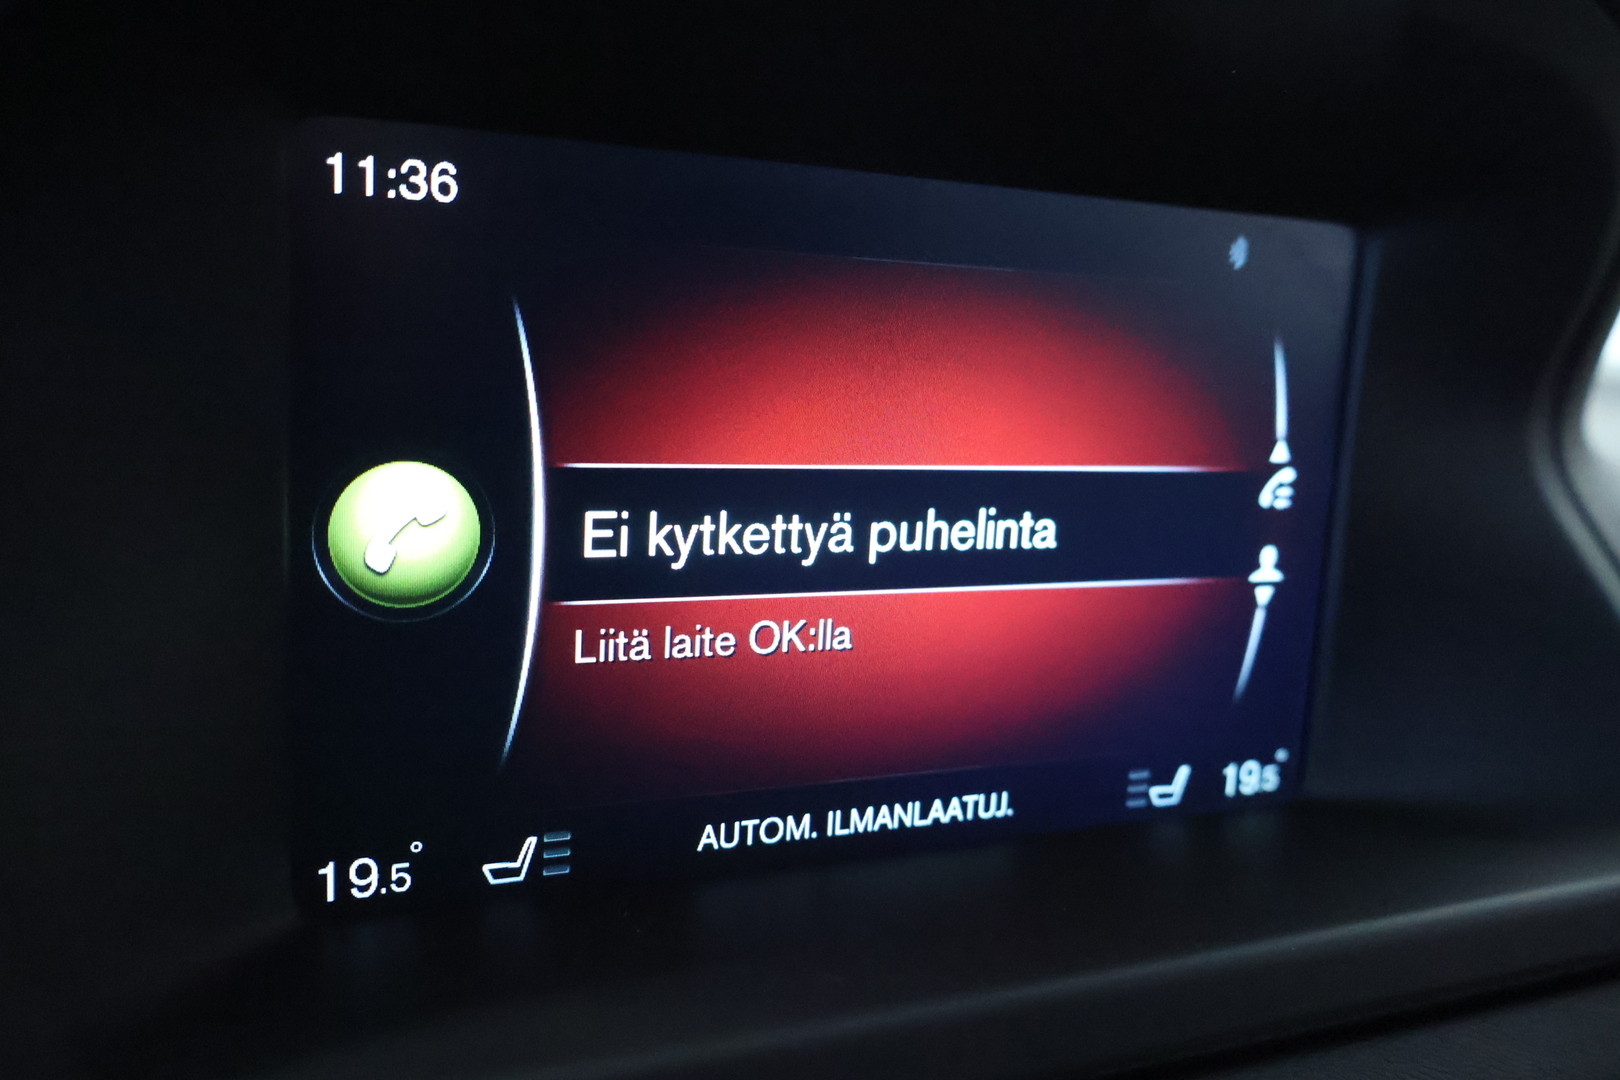 11:36
Ei kytkettyä puhelinta
Liitä laite OK:lla
19.5°
AUTOM. ILMANLAATUJ.
19.5°